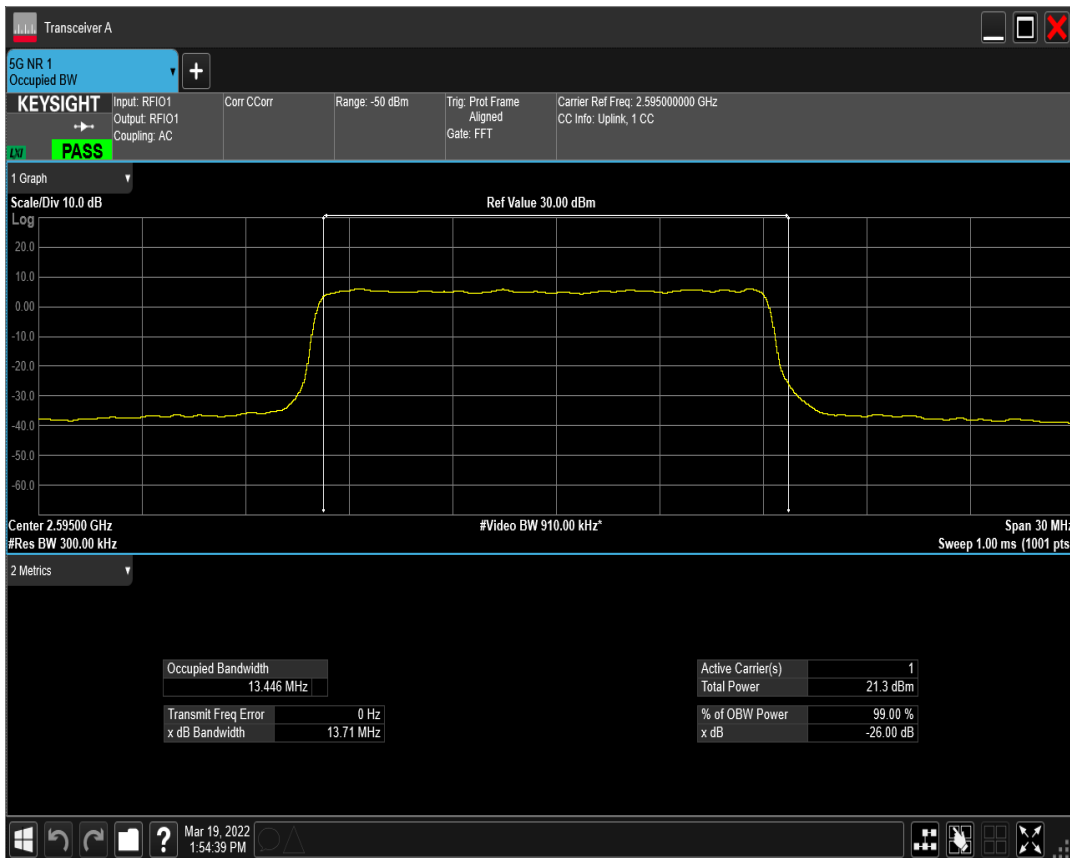 Transceiver A
5G NR 1
Occupied BW
+
KEYSIGHT
LXI
PASS
Input: RFIO1
Output: RFIO1
Coupling: AC
Corr CCorr
Range: -50 dBm
Trig: Prot Frame
Aligned
Gate: FFT
Carrier Ref Freq: 2.595000000 GHz
CC Info: Uplink, 1 CC
1 Graph
Scale/Div 10.0 dB
Ref Value 30.00 dBm
Log
20.0
10.0
0.00
-10.0
-20.0
-30.0
-40.0
-50.0
-60.0
Center 2.59500 GHz
#Video BW 910.00 kHz*
Span 30 MHz
#Res BW 300.00 kHz
Sweep 1.00 ms (1001 pts
2 Metrics
Occupied Bandwidth
13.446 MHz
Transmit Freq Error 0 Hz
x dB Bandwidth 13.71 MHz
Active Carrier(s) 1
Total Power 21.3 dBm
% of OBW Power 99.00 %
x dB -26.00 dB
?
Mar 19, 2022
1:54:39 PM